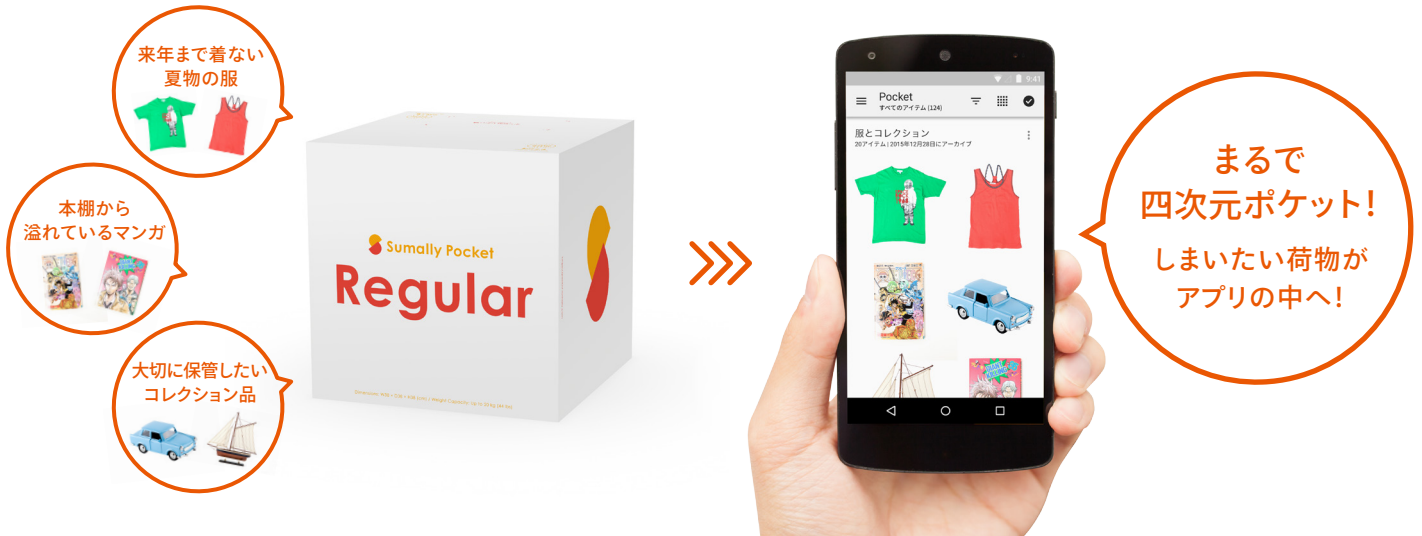 来年まで着ない
夏物の服
本棚から
溢れているマンガ
大切に保管したい
コレクション品
Sumally Pocket
Regular
9:41
Pocket
すべてのアイテム (124)
服とコレクション
20アイテム | 2015年12月28日にアーカイブ
まるで
四次元ポケット!
しまいたい荷物が
アプリの中へ!